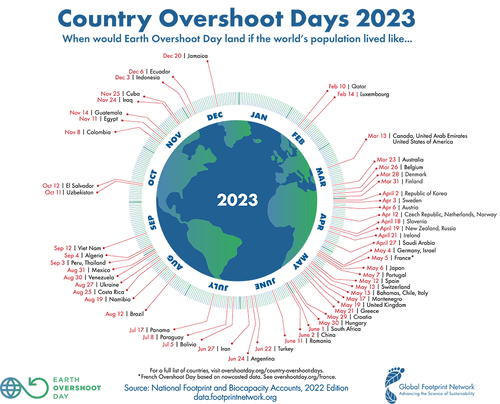 Country Overshoot Days 2023
When would Earth Overshoot Day land if the world's population lived like...
Dec 20 | Jamaica
Dec 6 | Ecuador
Dec 3 | Indonesia
Nov 25 | Cuba
Nov 24 | Iraq
Nov 14 | Guatemala
Nov 11 | Egypt
Nov 8 | Colombia
Oct 12 | El Salvador
Oct 11 | Uzbekistan
Sep 12 | Viet Nam
Sep 4 | Algeria
Sep 3 | Peru, Thailand
Aug 31 | Mexico
Aug 30 | Venezuela
Aug 27 | Ukraine
Aug 25 | Costa Rica
Aug 19 | Namibia
Aug 12 | Brazil
Jul 17 | Panama
Jul 8 | Paraguay
Jul 5 | Bolivia
Jun 27 | Iran
Jun 24 | Argentina
Jun 22 | Turkey
Feb 10 | Qatar
Feb 14 | Luxembourg
Mar 13 | Canada, United Arab Emirates
United States of America
Mar 23 | Australia
Mar 26 | Belgium
Mar 28 | Denmark
Mar 31 | Finland
April 2 | Republic of Korea
Apr 3 | Sweden
Apr 6 | Austria
Apr 12 | Czech Republic, Netherlands, Norway
April 18 | Slovenia
April 19 | New Zealand, Russia
April 21 | Ireland
April 27 | Saudi Arabia
May 4 | Germany, Israel
May 5 | France*
May 6 | Japan
May 7 | Portugal
May 12 | Spain
May 13 | Switzerland
May 15 | Bahamas, Chile, Italy
May 17 | Montenegro
May 19 | United Kingdom
May 21 | Greece
May 29 | Croatia
May 30 | Hungary
June 1 | South Africa
June 2 | China
June 11 | Romania
JAN
FEB
MAR
APR
MAY
JUNE
JULY
AUG
SEP
OCT
NOV
DEC
2023
For a full list of countries, visit overshootday.org/country-overshootdays.
*French Overshoot Day based on nowcasted data. See overshootday.org/france.
EARTH
OVERSHOOT
DAY
Source: National Footprint and Biocapacity Accounts, 2022 Edition
data.footprintnetwork.org
Global Footprint Network
Advancing the Science of Sustainability